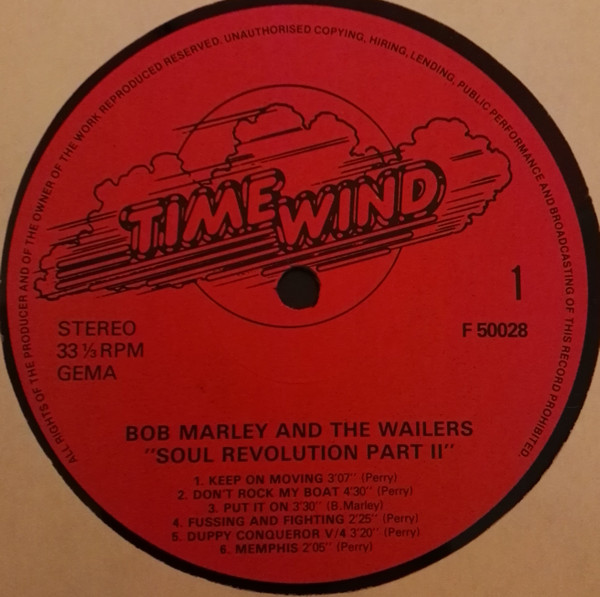 ALL RIGHTS OF THE PRODUCER AND OF THE OWNER OF THE WORK REPRODUCED RESERVED. UNAUTHORISED COPYING, HIRING, LENDING, PUBLIC PERFORMANCE AND BROADCASTING OF THIS RECORD PROHIBITED.
TIME WIND
1
STEREO
33 ⅓ RPM
GEMA
F 50028
BOB MARLEY AND THE WAILERS
"SOUL REVOLUTION PART II"
1. KEEP ON MOVING 3'07'' (Perry)
2. DON'T ROCK MY BOAT 4'30'' (Perry)
3. PUT IT ON 3'30'' (B.Marley)
4. FUSSING AND FIGHTING 2'25'' (Perry)
5. DUPPY CONQUEROR V/4 3'20'' (Perry)
6. MEMPHIS 2'05'' (Perry)